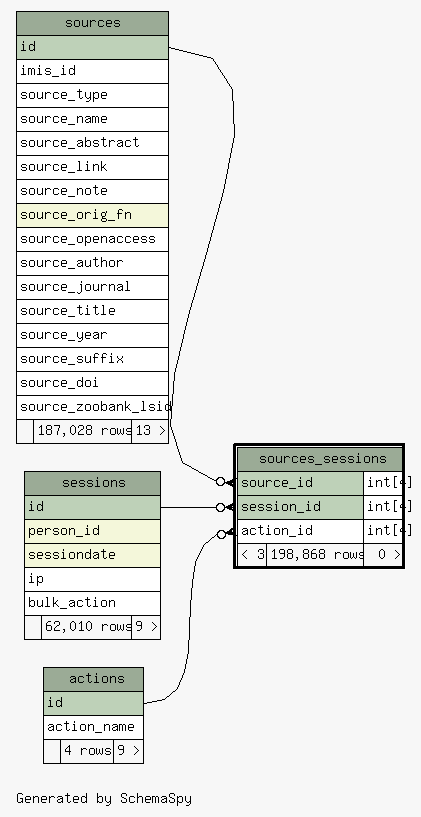 sources
id
imis_id
source_type
source_name
source_abstract
source_link
source_note
source_orig_fn
source_openaccess
source_author
source_journal
source_title
source_year
source_suffix
source_doi
source_zoobank_lsid
187,028 rows 13 >
sources_sessions
source_id int[4]
session_id int[4]
action_id int[4]
< 3 198,868 rows 0 >
sessions
id
person_id
sessiondate
ip
bulk_action
62,010 rows 9 >
actions
id
action_name
4 rows 9 >
Generated by SchemaSpy